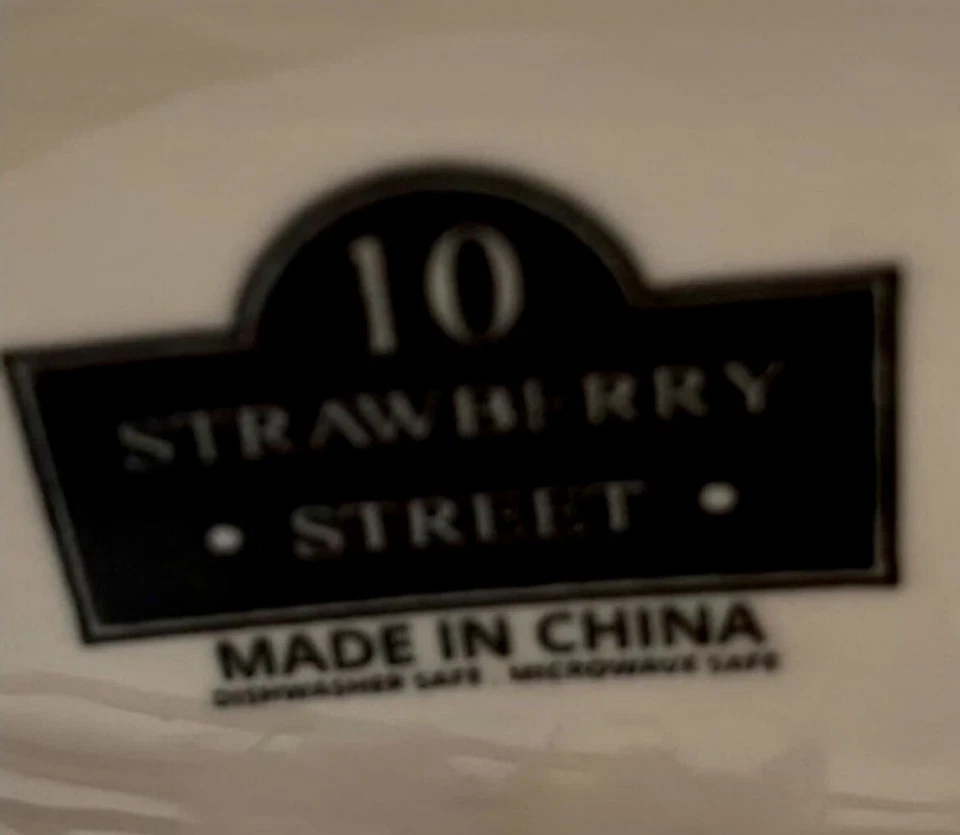 10
STRAWBERRY
• STREET •
MADE IN CHINA
DISHWASHER SAFE . MICROWAVE SAFE